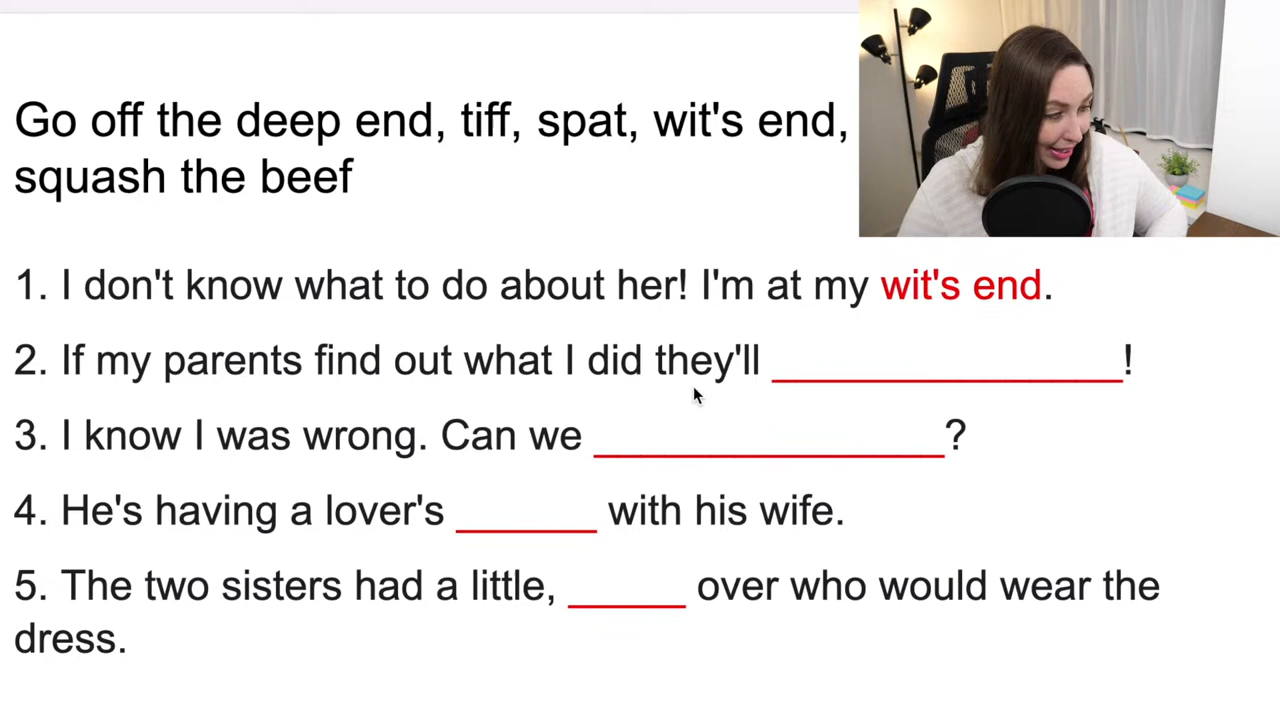 Go off the deep end, tiff, spat, wit's end,
squash the beef
1. I don't know what to do about her! I'm at my wit's end.
2. If my parents find out what I did they'll _______________!
3. I know I was wrong. Can we _______________?
4. He's having a lover's ______ with his wife.
5. The two sisters had a little, _____ over who would wear the
dress.